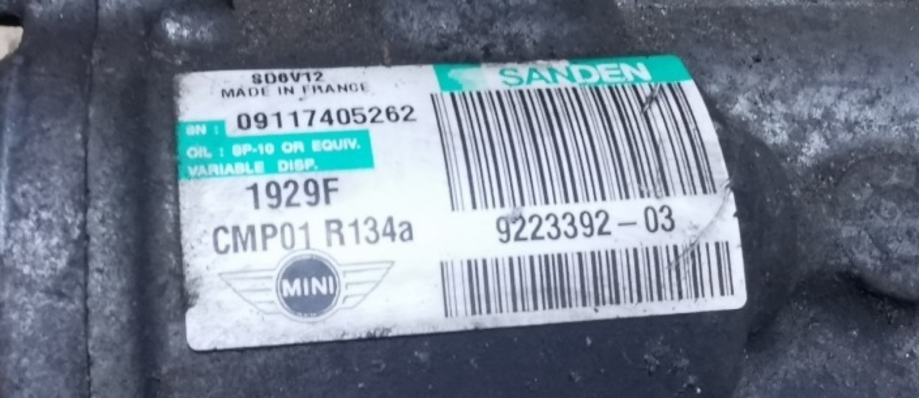 SD6V12
MADE IN FRANCE
SANDEN
SN : 09117405262
OIL : SP-10 OR EQUIV.
VARIABLE DISP.
1929F
CMP01 R134a
9223392-03
MINI